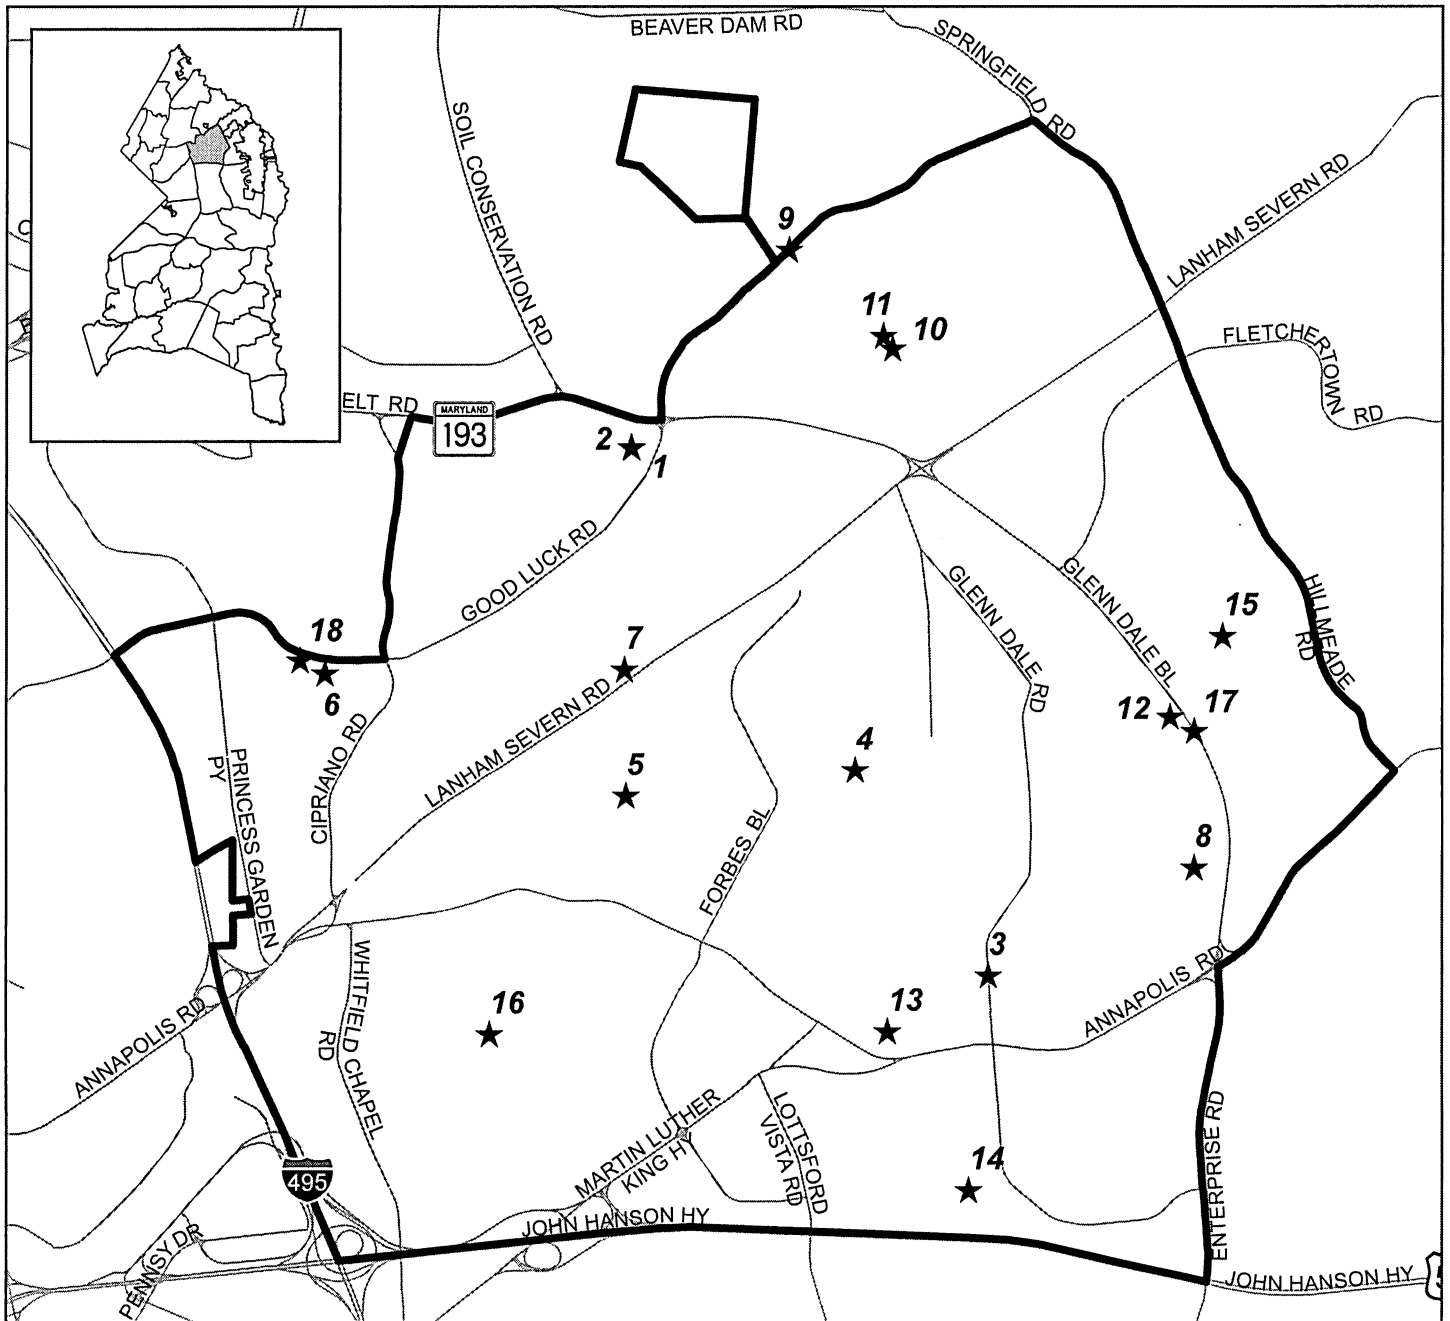 BEAVER DAM RD
SPRINGFIELD RD
SOIL CONSERVATION RD
LANHAM SEVERN RD
9
11
10
FLETCHERTOWN RD
ELT RD
MARYLAND
193
2
1
GOOD LUCK RD
GLENN DALE RD
GLENN DALE BL
HILLMEADE RD
15
18
7
6
12
17
LANHAM SEVERN RD
CIPRIANO RD
PRINCESS GARDEN PY
5
4
FORBES BL
8
3
WHITFIELD CHAPEL RD
16
13
ANNAPOLIS RD
ANNAPOLIS RD
MARTIN LUTHER
KING HY
LOTTSFORD
VISTA RD
14
ENTERPRISE RD
495
JOHN HANSON HY
PENNSY DR
JOHN HANSON HY